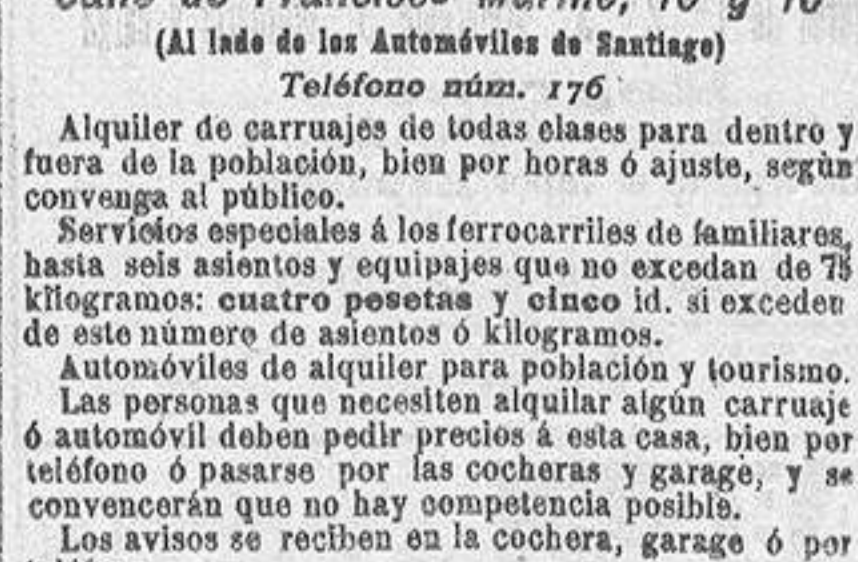 (Al lado de los Automóviles de Santiago)
Teléfono núm. 176
Alquiler de carruajes de todas clases para dentro y
fuera de la población, bien por horas ó ajuste, según
convenga al público.
Servicios especiales á los ferrocarriles de familiares,
hasta seis asientos y equipajes que no excedan de 75
kilogramos: cuatro pesetas y cinco id. si exceden
de este número de asientos ó kilogramos.
Automóviles de alquiler para población y tourismo.
Las personas que necesiten alquilar algún carruaje
ó automóvil deben pedir precios á esta casa, bien por
teléfono ó pasarse por las cocheras y garage, y se
convencerán que no hay competencia posible.
Los avisos se reciben en la cochera, garage ó por